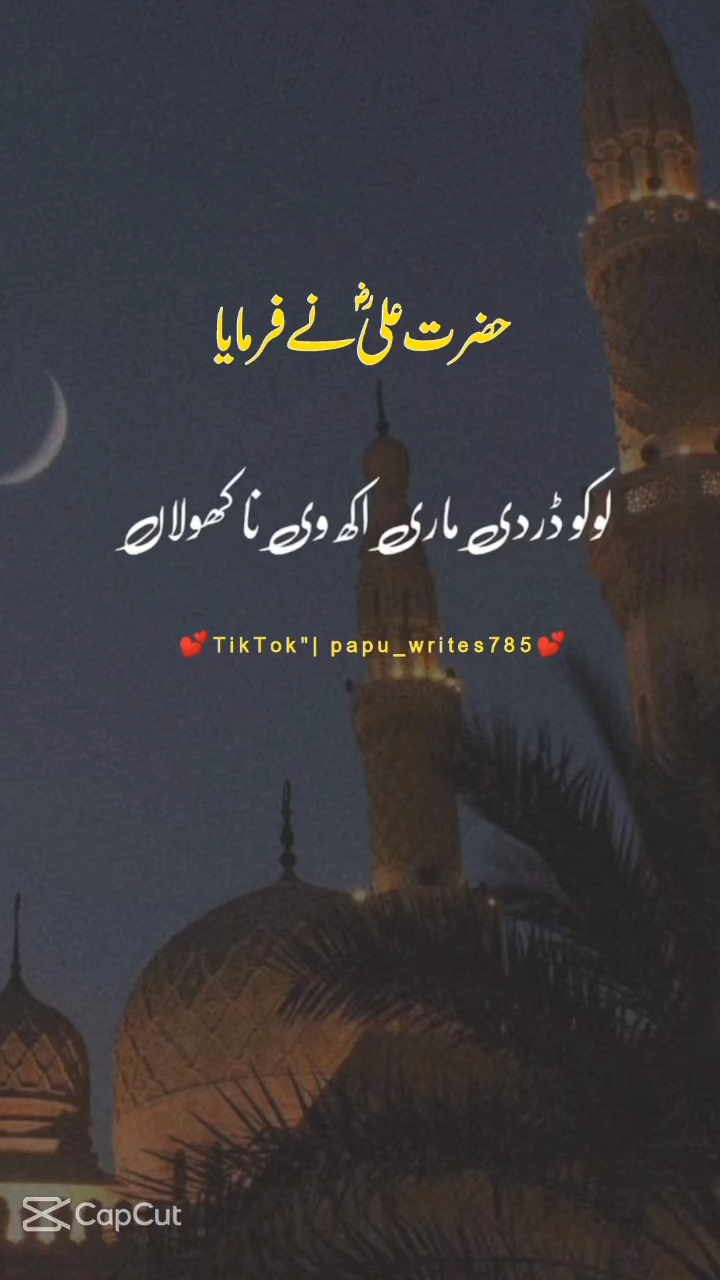 حضرت علیؓ نے فرمایا
لوکو ڈردی ماری اکھ وی نا کھولاں
💕TikTok"| papu_writes785💕
CapCut